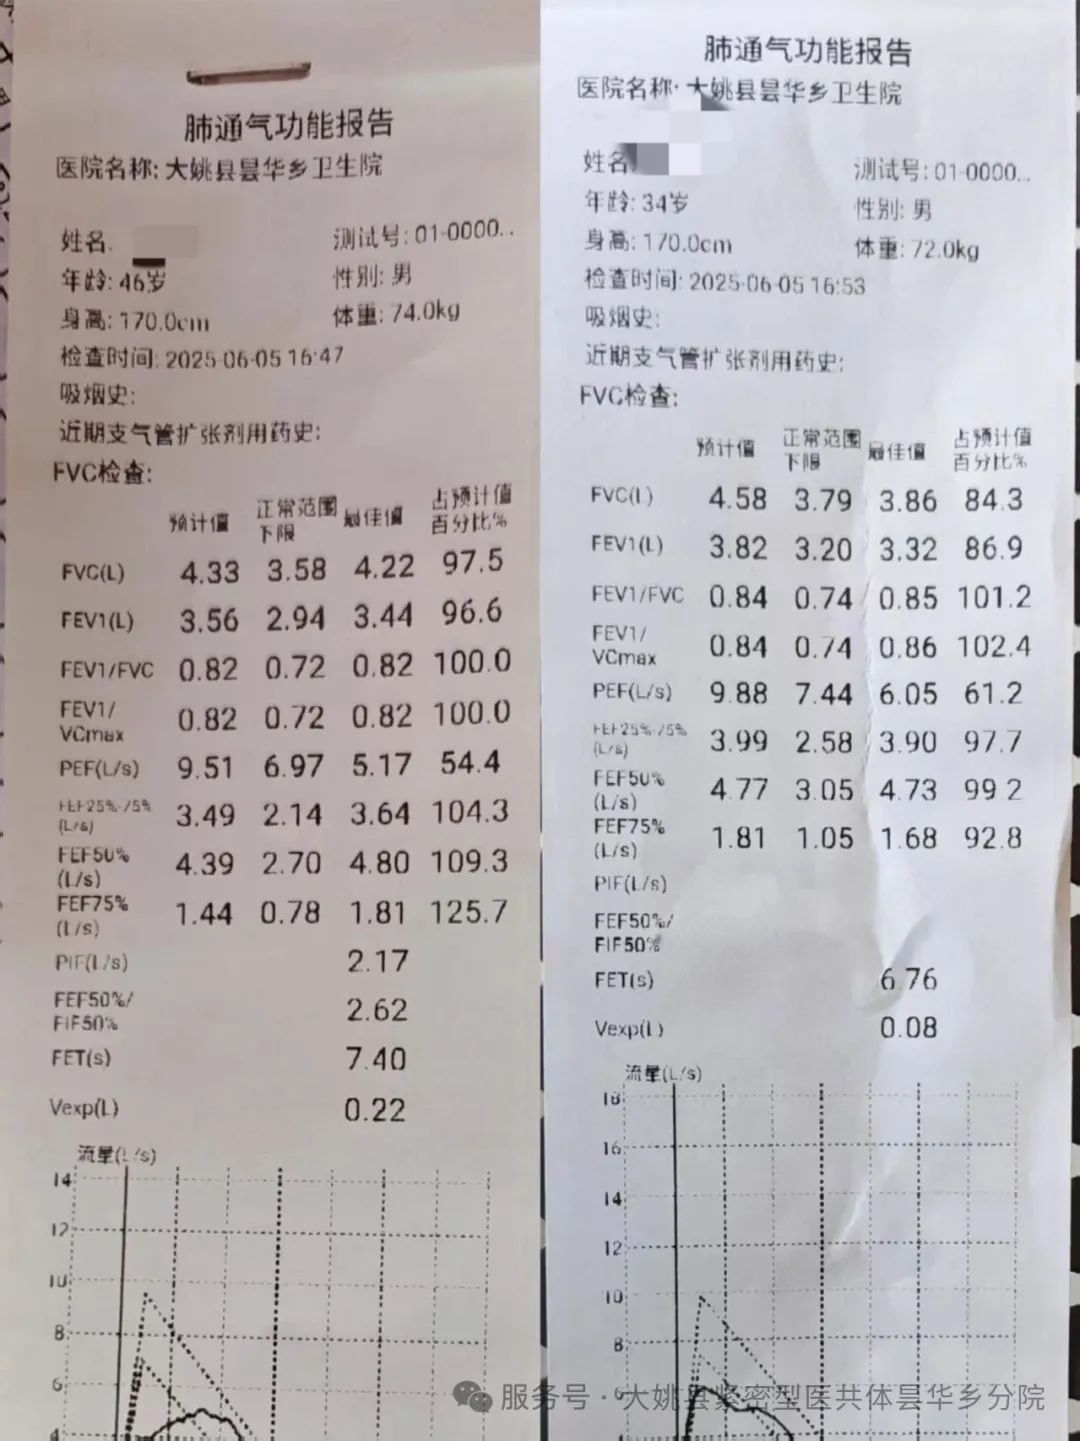 肺通气功能报告
医院名称: 大姚县昙华乡卫生院
姓名.
测试号: 01-0000...
年龄: 46岁
性别: 男
身高: 170.0cm
体重: 74.0kg
检查时间: 2025-06-05 16:47
吸烟史:
近期支气管扩张剂用药史:
FVC检查:
预计值 正常范围下限 最佳值 占预计值百分比%
FVC(L) 4.33 3.58 4.22 97.5
FEV1(L) 3.56 2.94 3.44 96.6
FEV1/FVC 0.82 0.72 0.82 100.0
FEV1/VCmax 0.82 0.72 0.82 100.0
PEF(L/s) 9.51 6.97 5.17 54.4
FEF25%-75%(L/s) 3.49 2.14 3.64 104.3
FEF50%(L/s) 4.39 2.70 4.80 109.3
FEF75%(L/s) 1.44 0.78 1.81 125.7
PIF(L/s) 2.17
FEF50%/FIF50% 2.62
FET(s) 7.40
Vexp(L) 0.22
流量(L/s)
14
12
10
8
6
4
肺通气功能报告
医院名称: 大姚县昙华乡卫生院
姓名
测试号: 01-0000...
年龄: 34岁
性别: 男
身高: 170.0cm
体重: 72.0kg
检查时间: 2025-06-05 16:53
吸烟史:
近期支气管扩张剂用药史:
FVC检查:
预计值 正常范围下限 最佳值 占预计值百分比%
FVC(L) 4.58 3.79 3.86 84.3
FEV1(L) 3.82 3.20 3.32 86.9
FEV1/FVC 0.84 0.74 0.85 101.2
FEV1/VCmax 0.84 0.74 0.86 102.4
PEF(L/s) 9.88 7.44 6.05 61.2
FEF25%-75%(L/s) 3.99 2.58 3.90 97.7
FEF50%(L/s) 4.77 3.05 4.73 99.2
FEF75%(L/s) 1.81 1.05 1.68 92.8
PIF(L/s)
FEF50%/FIF50%
FET(s) 6.76
Vexp(L) 0.08
流量(L/s)
18
16
14
12
10
8
6
4
服务号 · 大姚县紧密型医共体昙华乡分院